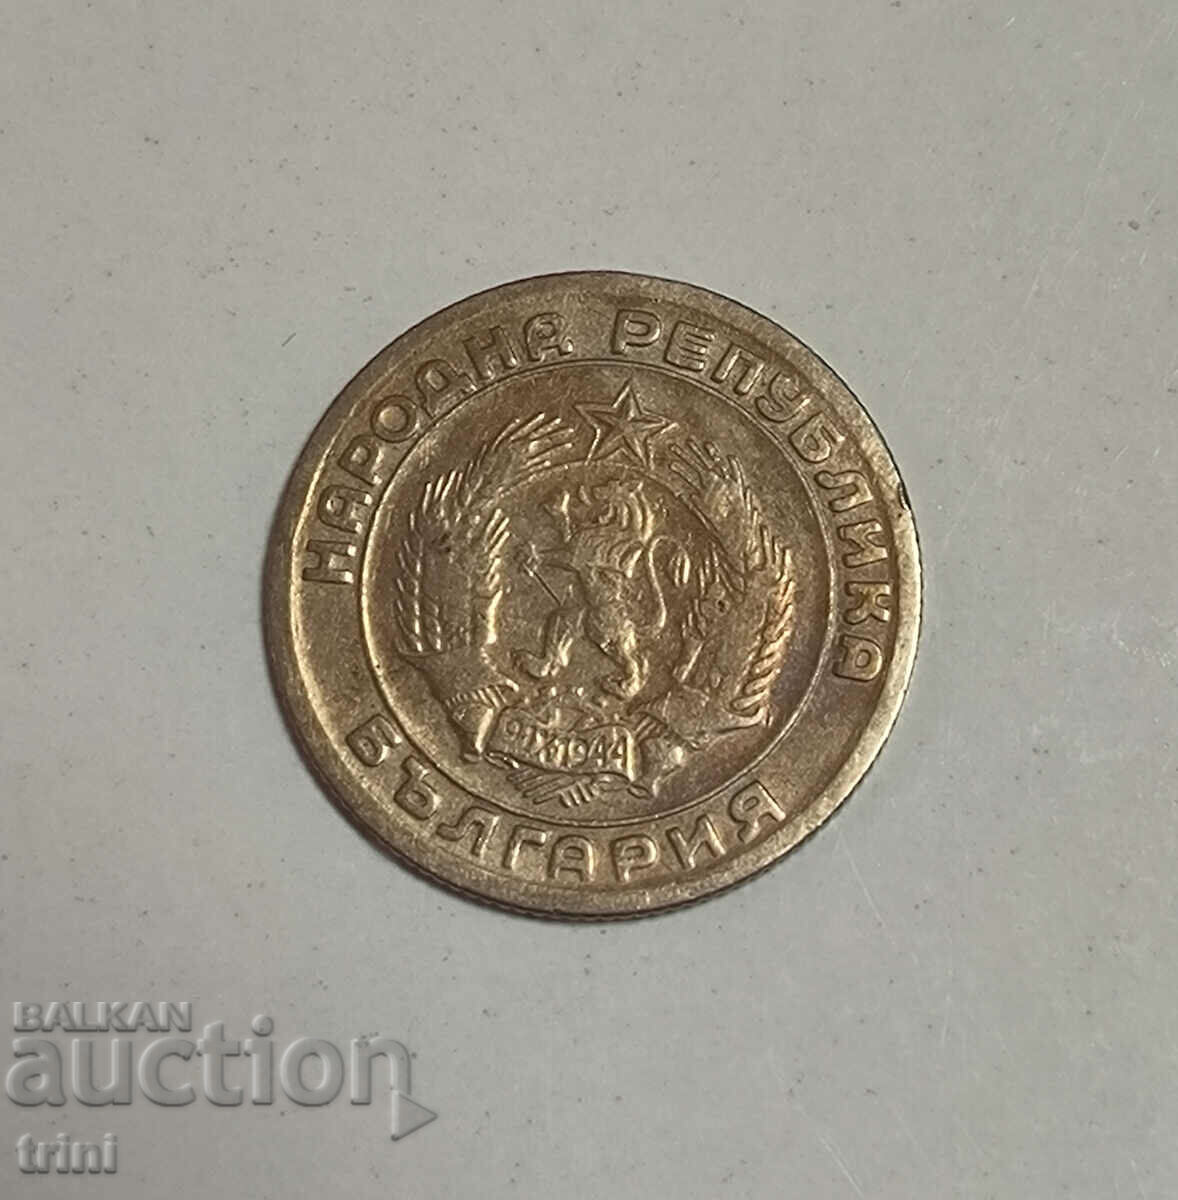 НАРОДНА РЕПУБЛИКА
9.IX.1944
БЪЛГАРИЯ
BALKAN
auction
trini